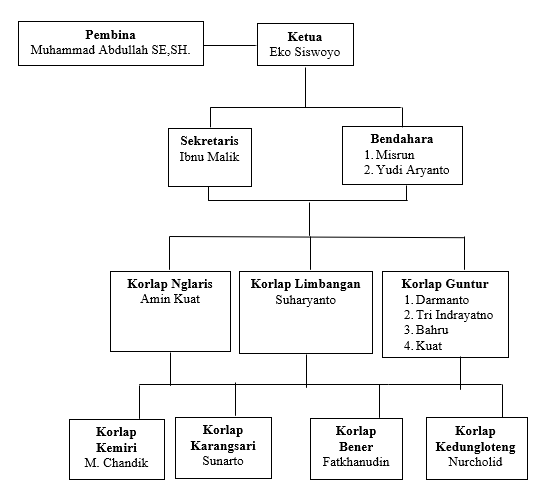 Pembina
Muhammad Abdullah SE,SH.
Ketua
Eko Siswoyo
Sekretaris
Ibnu Malik
Bendahara
1. Misrun
2. Yudi Aryanto
Korlap Nglaris
Amin Kuat
Korlap Limbangan
Suharyanto
Korlap Guntur
1. Darmanto
2. Tri Indrayatno
3. Bahru
4. Kuat
Korlap
Kemiri
M. Chandik
Korlap
Karangsari
Sunarto
Korlap
Bener
Fatkhanudin
Korlap
Kedungloteng
Nurcholid